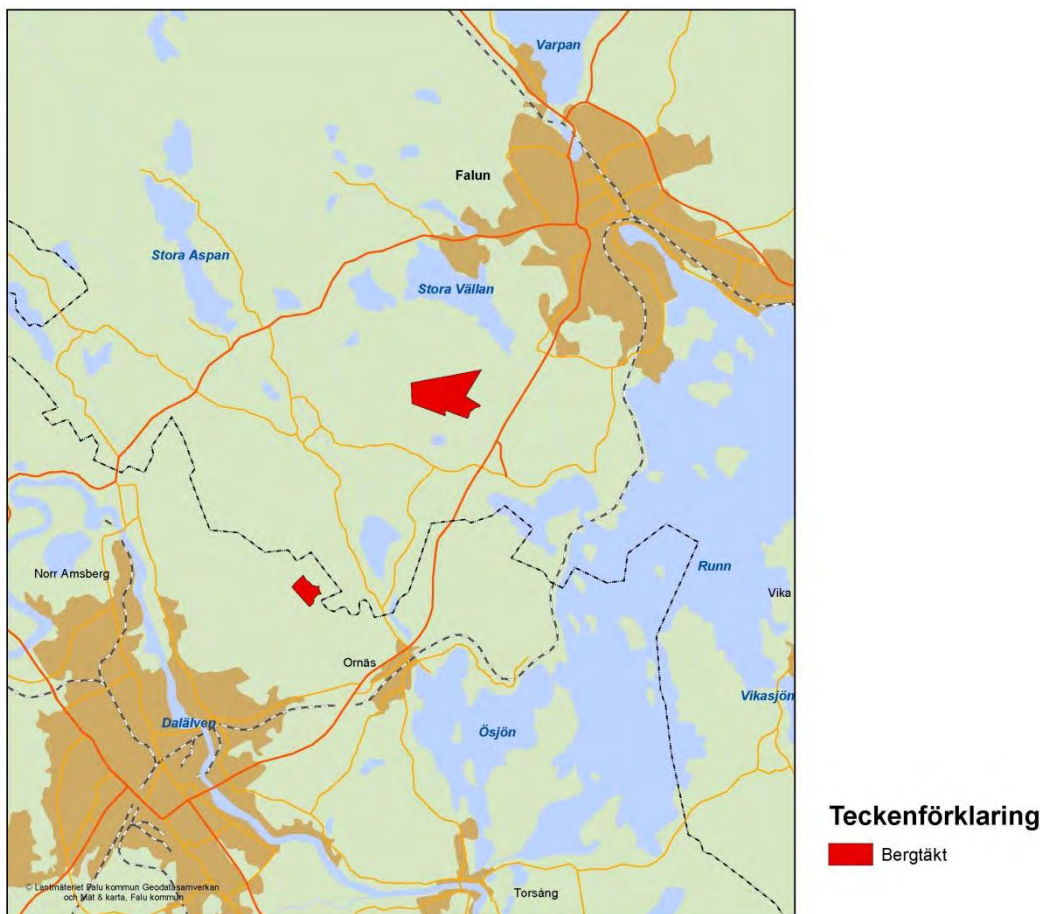 Varpan
Falun
Stora Aspan
Stora Vällan
Norr Amsberg
Runn
Vika
Ornäs
Vikasjön
Dalälven
Ösjön
Teckenförklaring
Bergtäkt
© Lantmäteriet Falu kommun Geodatasamverkan
och Mät & karta, Falu kommun
Torsång